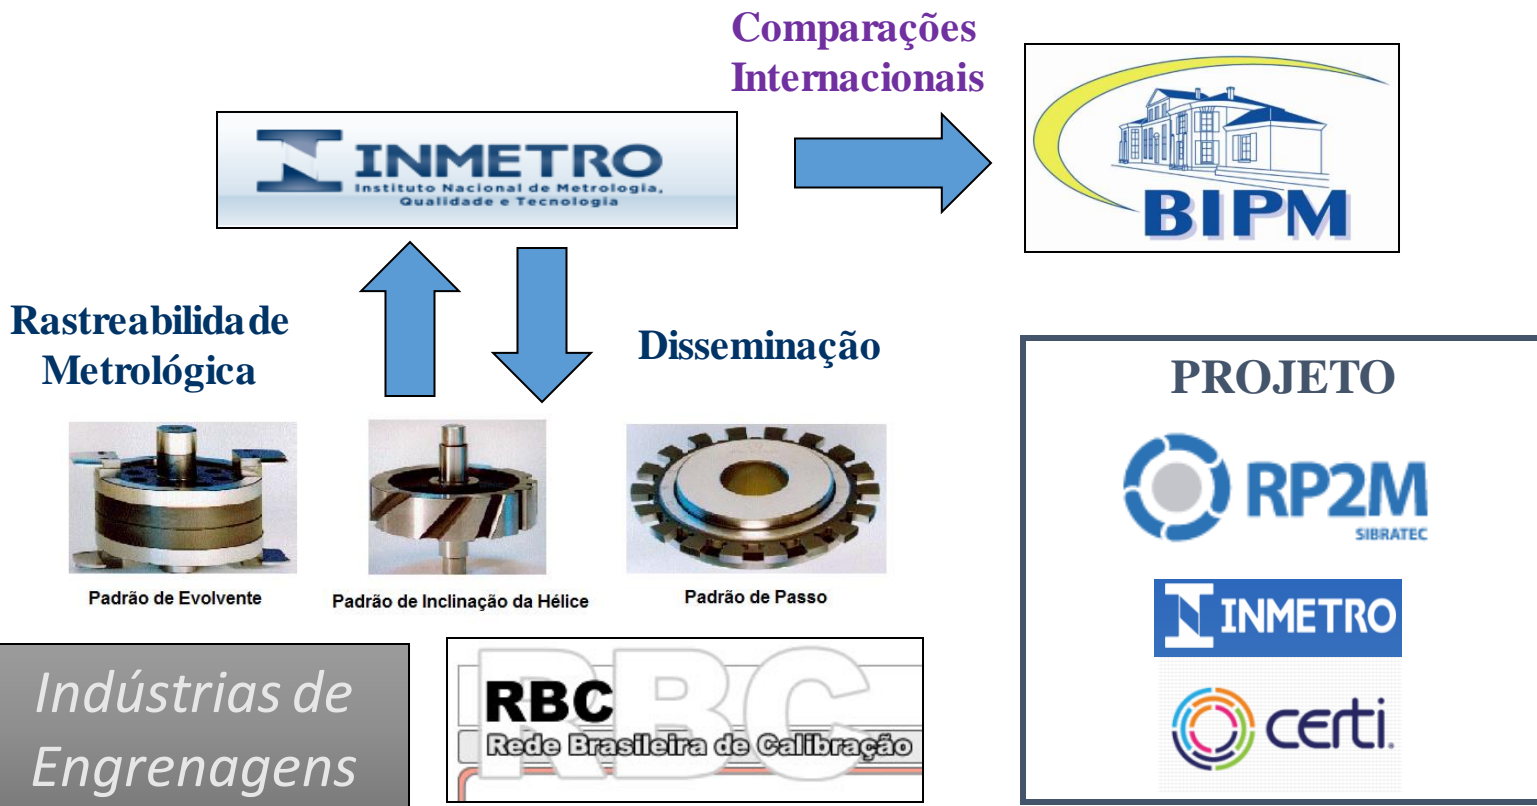 Comparações
Internacionais
INMETRO
Instituto Nacional de Metrologia,
Qualidade e Tecnologia
BIPM
Rastreabilidade
Metrológica
Disseminação
Padrão de Evolvente
Padrão de Inclinação da Hélice
Padrão de Passo
Indústrias de
Engrenagens
RBC
RBC
Rede Brasileira de Calibração
PROJETO
RP2M
SIBRATEC
INMETRO
certi.